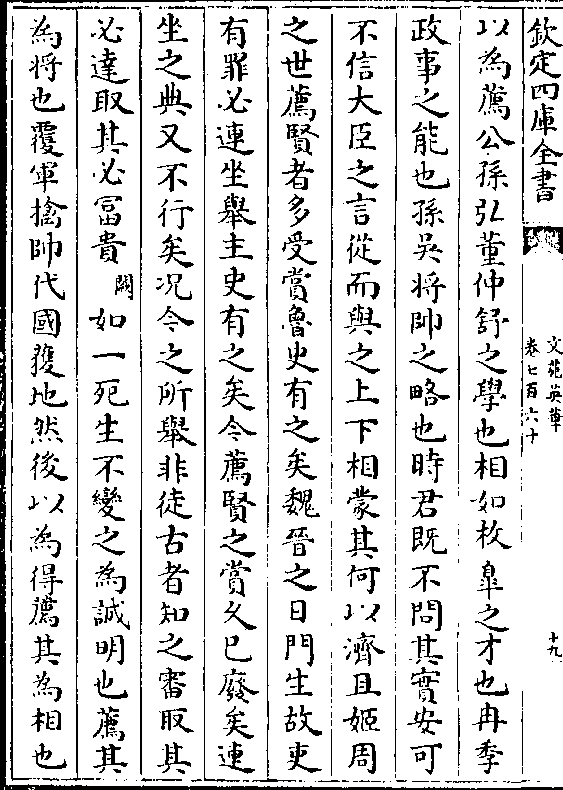 欽定四庫全書
文苑英華
卷七百六十
十九
以為薦公孫弘董仲舒之學也相如枚臯之才也冉季
政事之能也孫吳将帥之略也時君既不問其實安可
不信大臣之言從而與之上下相蒙其何以濟且姬周
之世薦賢者多受賞魯史有之矣魏晉之日門生故吏
有罪必連坐舉主史有之矣今薦賢之賞久已廢矣連
坐之典又不行矣况今之所舉非徒古者知之審取其
必達取其必富貴闕如一死生不變之為誠明也薦其
為将也覆軍擒帥代國獲地然後以為得薦其為相也